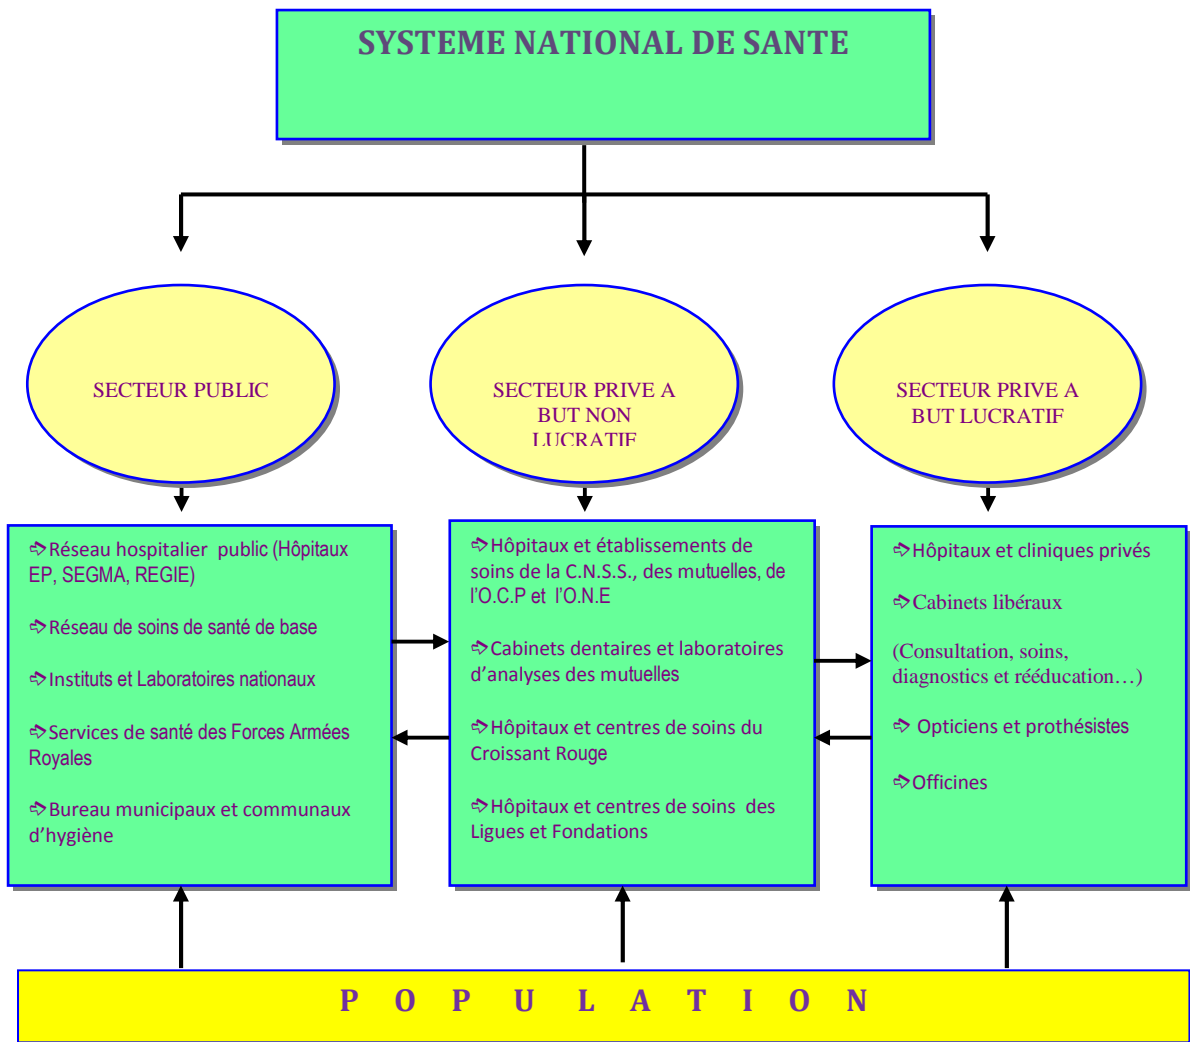 SYSTEME NATIONAL DE SANTE
SECTEUR PUBLIC
SECTEUR PRIVE A
BUT NON
LUCRATIF
SECTEUR PRIVE A
BUT LUCRATIF
➩Réseau hospitalier public (Hôpitaux
EP, SEGMA, REGIE)
➩Réseau de soins de santé de base
➩Instituts et Laboratoires nationaux
➩Services de santé des Forces Armées
Royales
➩Bureau municipaux et communaux
d’hygiène
➩Hôpitaux et établissements de
soins de la C.N.S.S., des mutuelles, de
l’O.C.P et l’O.N.E
➩Cabinets dentaires et laboratoires
d’analyses des mutuelles
➩Hôpitaux et centres de soins du
Croissant Rouge
➩Hôpitaux et centres de soins des
Ligues et Fondations
➩Hôpitaux et cliniques privés
➩Cabinets libéraux
(Consultation, soins,
diagnostics et rééducation…)
➩ Opticiens et prothésistes
➩Officines
P O P U L A T I O N